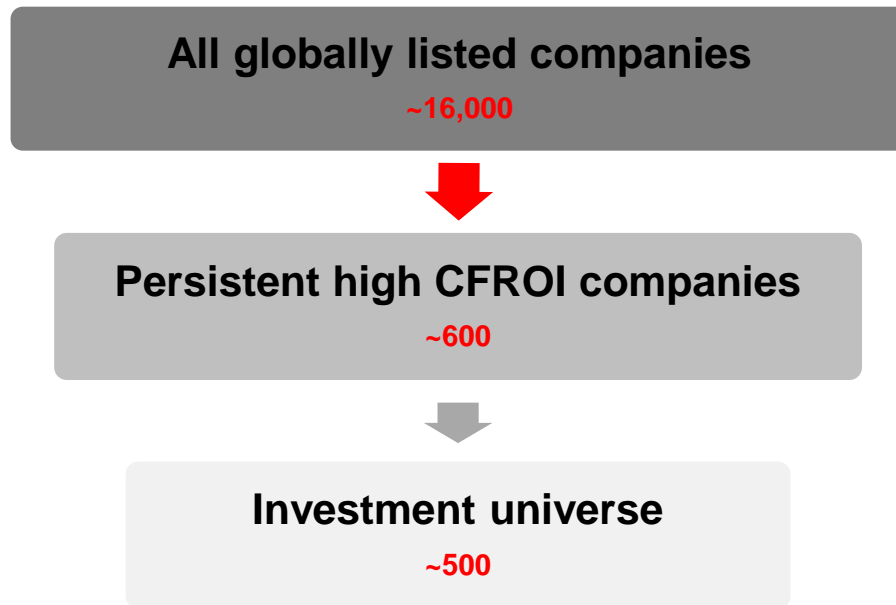 All globally listed companies
~16,000
Persistent high CFROI companies
~600
Investment universe
~500